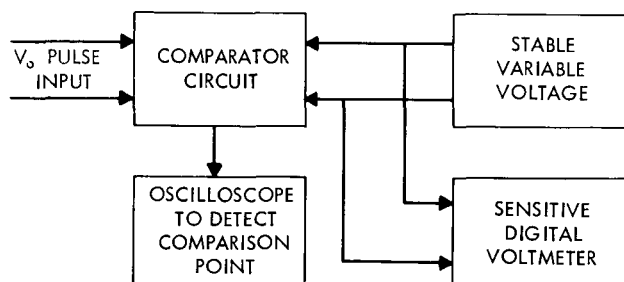 V₀ PULSE
INPUT
COMPARATOR
CIRCUIT
STABLE
VARIABLE
VOLTAGE
OSCILLOSCOPE
TO DETECT
COMPARISON
POINT
SENSITIVE
DIGITAL
VOLTMETER